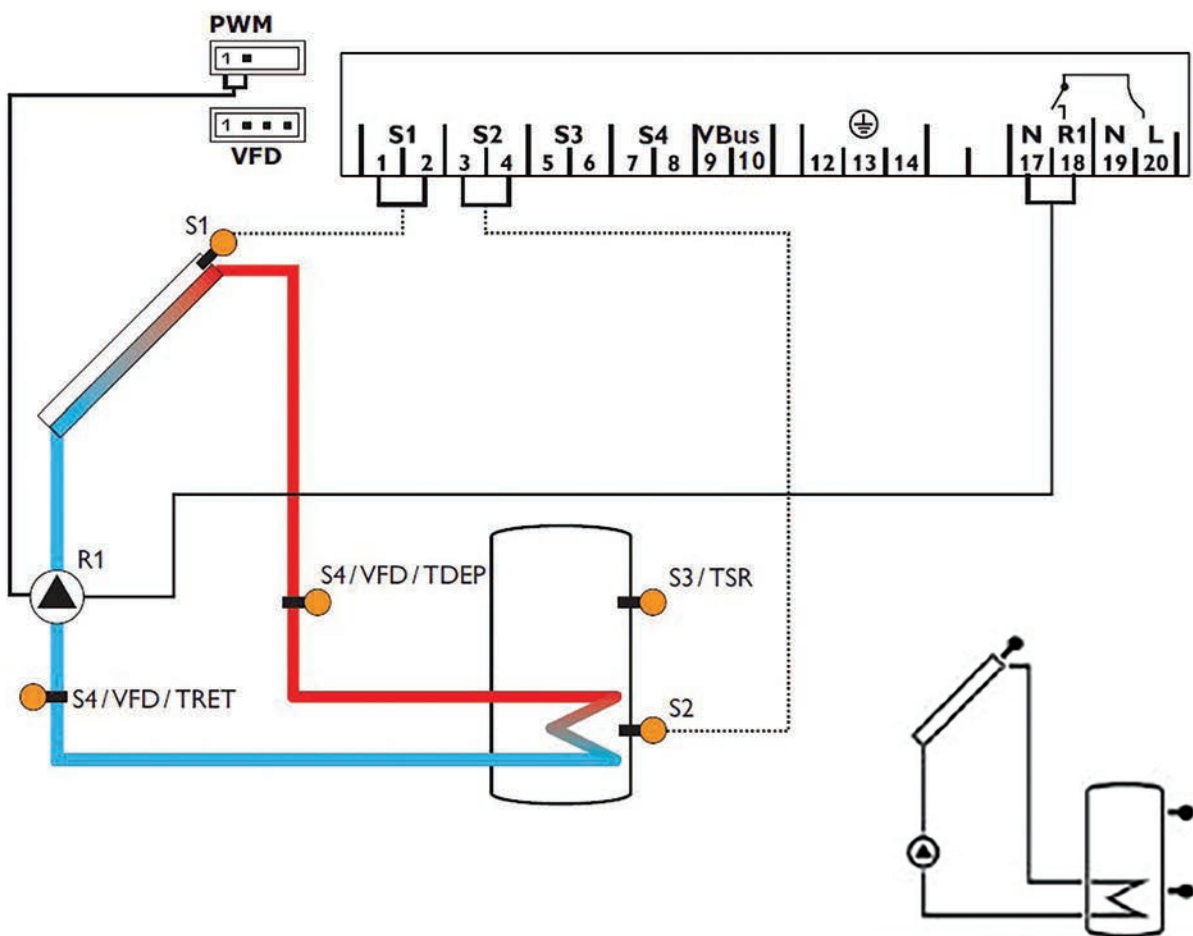 PWM
1
1
VFD
S1 S2 S3 S4 VBus N R1 N L
1 2 3 4 5 6 7 8 9 10 12 13 14 17 18 19 20
S1
R1
S4/VFD/TDEP
S3/TSR
S4/VFD/TRET
S2